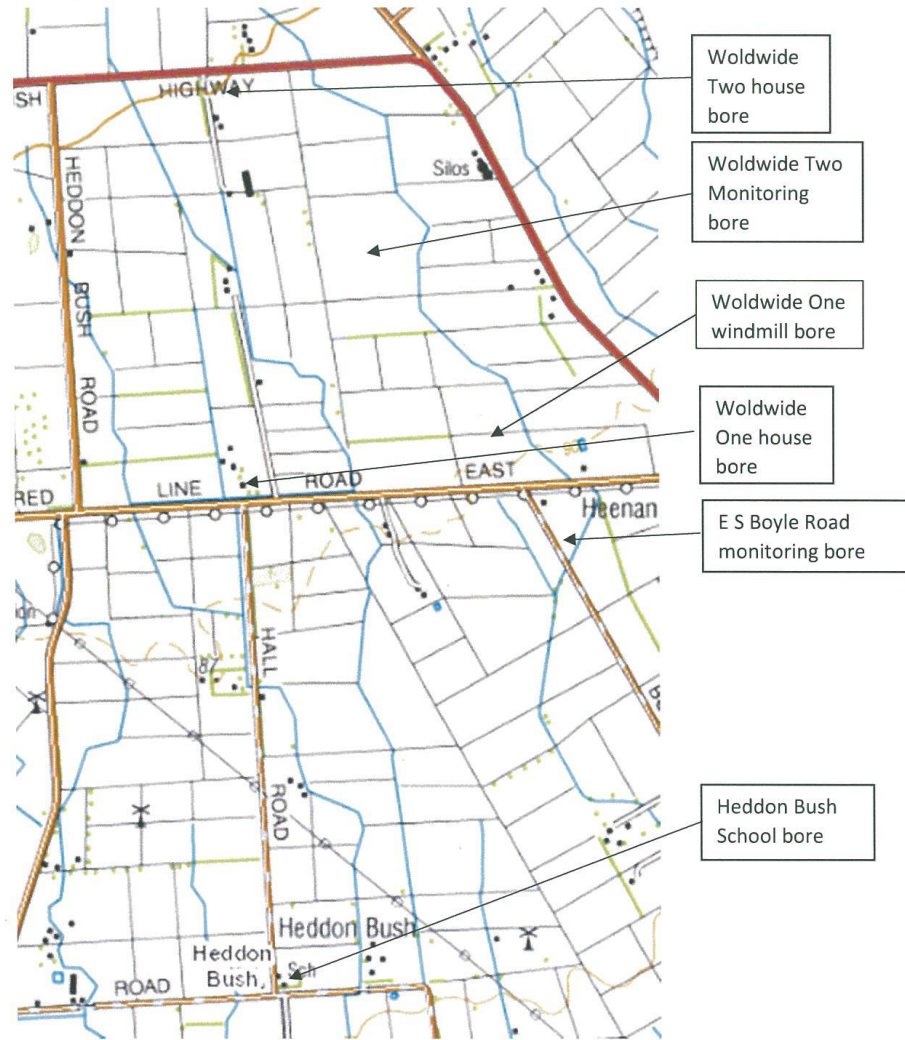 Woldwide
Two house
bore
SH
HIGHWAY
HEDDON
BUSH
ROAD
Silos
Woldwide Two
Monitoring
bore
Woldwide One
windmill bore
Woldwide
One house
bore
90
RED
LINE
ROAD
EAST
Heenan
E S Boyle Road
monitoring bore
87
HALL
ROAD
Heddon Bush
School bore
Heddon Bush
Heddon
Bush
Sch
ROAD